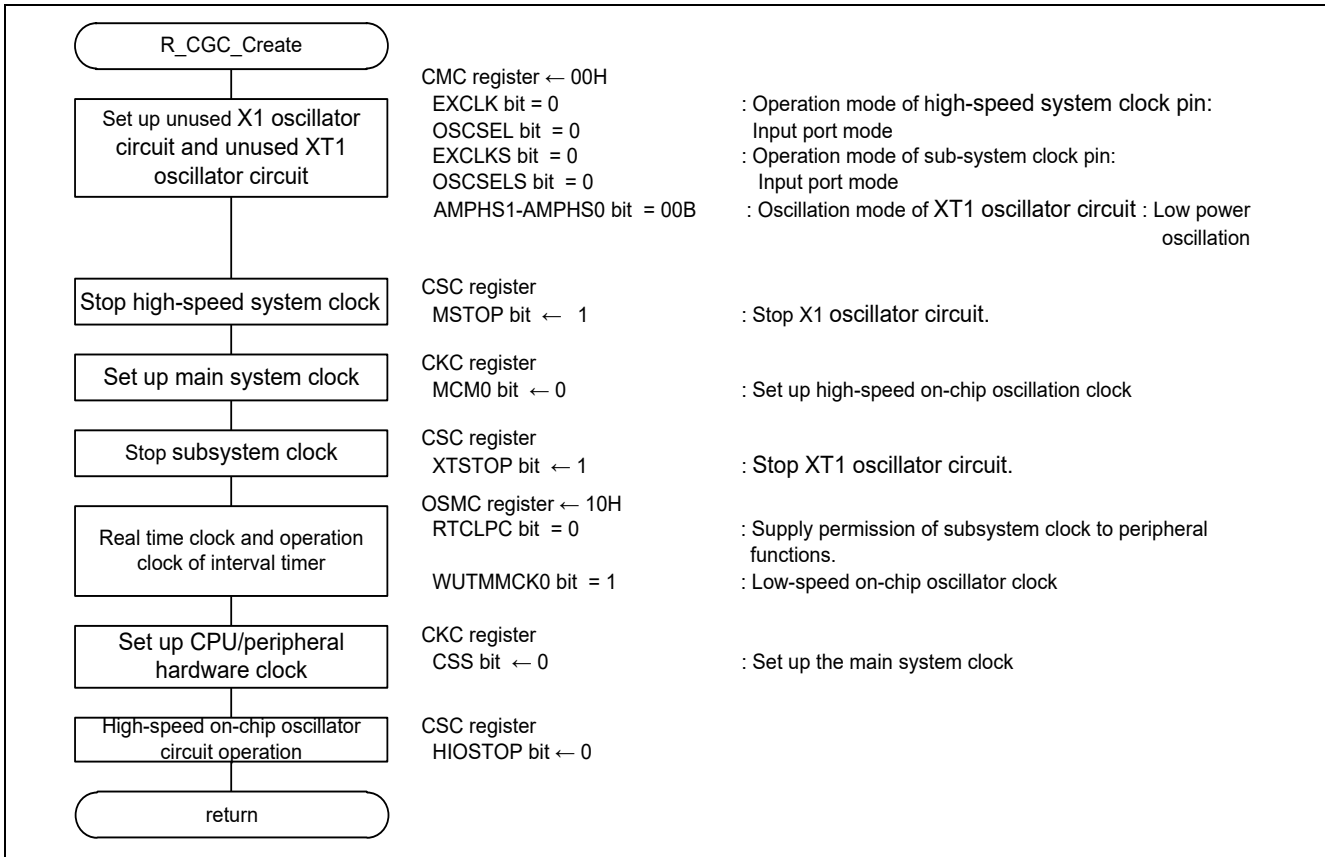 R_CGC_Create
Set up unused X1 oscillator
circuit and unused XT1
oscillator circuit
CMC register ← 00H
EXCLK bit = 0 : Operation mode of high-speed system clock pin:
OSCSEL bit = 0 Input port mode
EXCLKS bit = 0 : Operation mode of sub-system clock pin:
OSCSELS bit = 0 Input port mode
AMPHS1-AMPHS0 bit = 00B : Oscillation mode of XT1 oscillator circuit : Low power
oscillation
Stop high-speed system clock
CSC register
MSTOP bit ← 1 : Stop X1 oscillator circuit.
Set up main system clock
CKC register
MCM0 bit ← 0 : Set up high-speed on-chip oscillation clock
Stop subsystem clock
CSC register
XTSTOP bit ← 1 : Stop XT1 oscillator circuit.
Real time clock and operation
clock of interval timer
OSMC register ← 10H
RTCLPC bit = 0 : Supply permission of subsystem clock to peripheral
functions.
WUTMMCK0 bit = 1 : Low-speed on-chip oscillator clock
Set up CPU/peripheral
hardware clock
CKC register
CSS bit ← 0 : Set up the main system clock
High-speed on-chip oscillator
circuit operation
CSC register
HIOSTOP bit ← 0
return